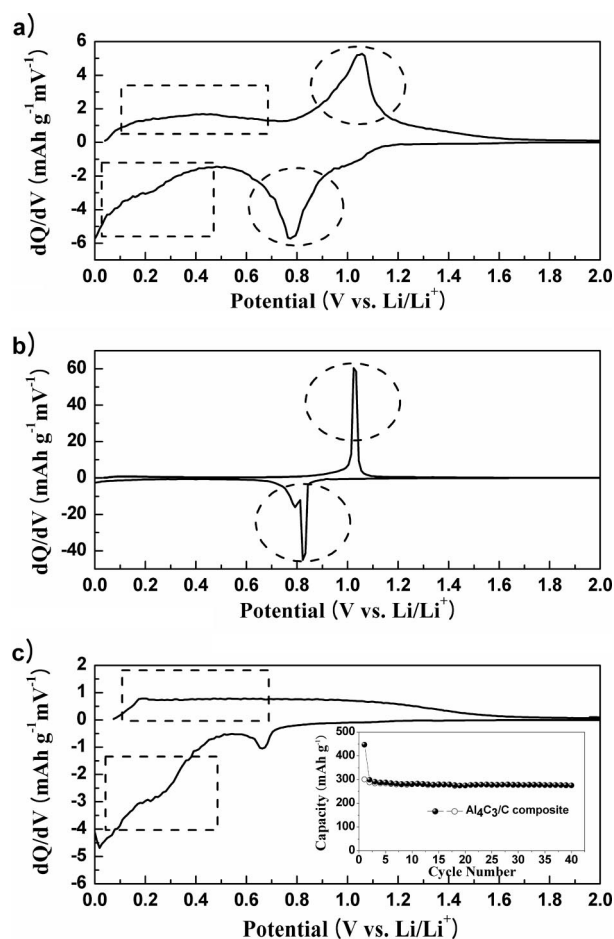 a)
dQ/dV (mAh g⁻¹mV⁻¹)
6
4
2
0
-2
-4
-6
0.0 0.2 0.4 0.6 0.8 1.0 1.2 1.4 1.6 1.8 2.0
Potential (V vs. Li/Li⁺)
b)
dQ/dV (mAh g⁻¹mV⁻¹)
60
40
20
0
-20
-40
0.0 0.2 0.4 0.6 0.8 1.0 1.2 1.4 1.6 1.8 2.0
Potential (V vs. Li/Li⁺)
c)
dQ/dV (mAh g⁻¹mV⁻¹)
2
1
0
-1
-2
-3
-4
-5
-6
0.0 0.2 0.4 0.6 0.8 1.0 1.2 1.4 1.6 1.8 2.0
Potential (V vs. Li/Li⁺)
Capacity (mAh g⁻¹)
500
400
300
200
100
0
Al₄C₃/C composite
0 5 10 15 20 25 30 35 40
Cycle Number